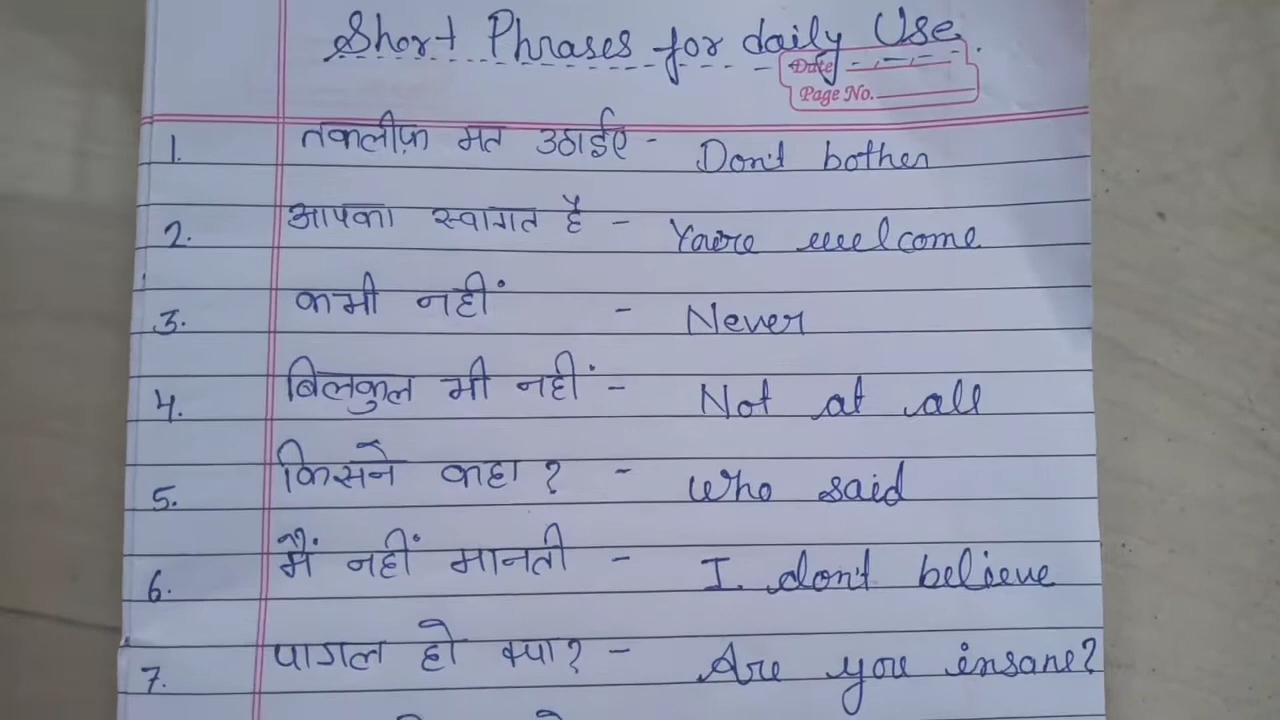 Short Phrases for daily Use.
Date
Page No.
1. तकलीफ़ मत उठाईए - Don't bother
2. आपका स्वागत है - You're welcome
3. कभी नहीं - Never
4. बिलकुल भी नहीं - Not at all
5. किसने कहा? - Who said
6. मैं नहीं मानती - I don't believe
7. पागल हो क्या? - Are you insane?